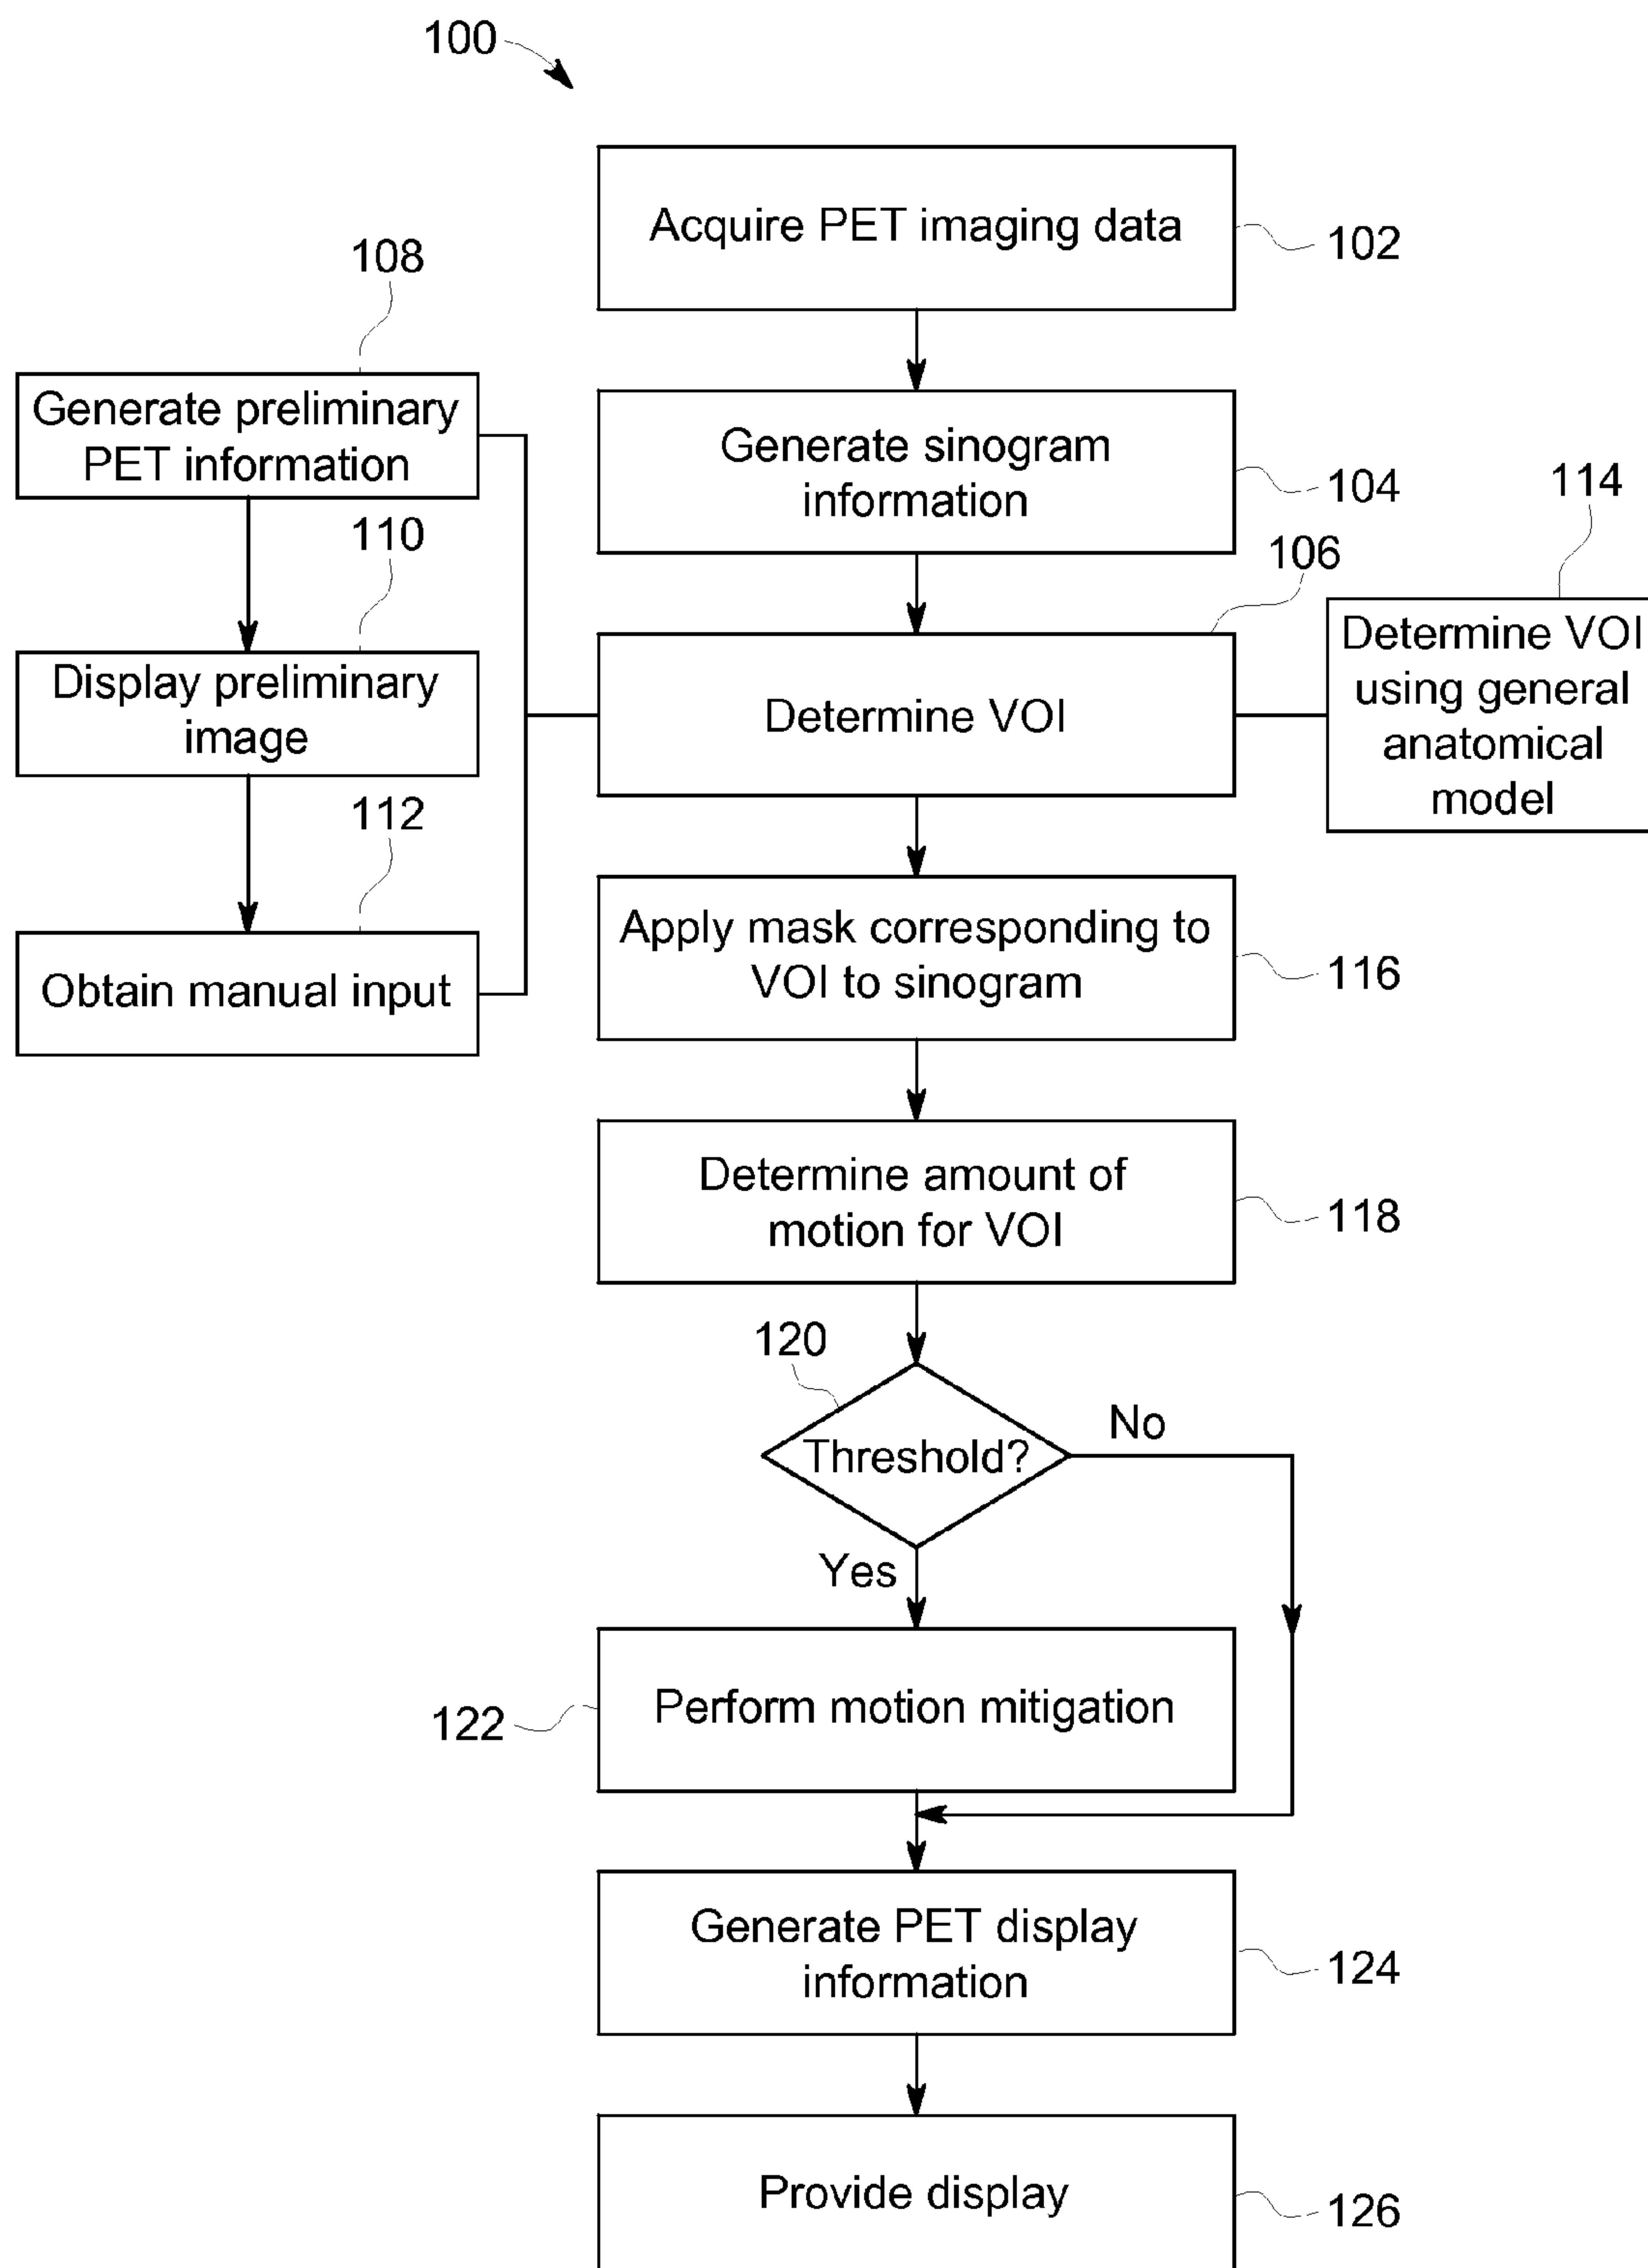 100
Acquire PET imaging data
102
108
Generate preliminary
PET information
Generate sinogram
information
104
114
110
106
Display preliminary
image
Determine VOI
Determine VOI
using general
anatomical
model
112
Obtain manual input
Apply mask corresponding to
VOI to sinogram
116
Determine amount of
motion for VOI
118
120
Threshold?
No
Yes
Perform motion mitigation
122
Generate PET display
information
124
Provide display
126